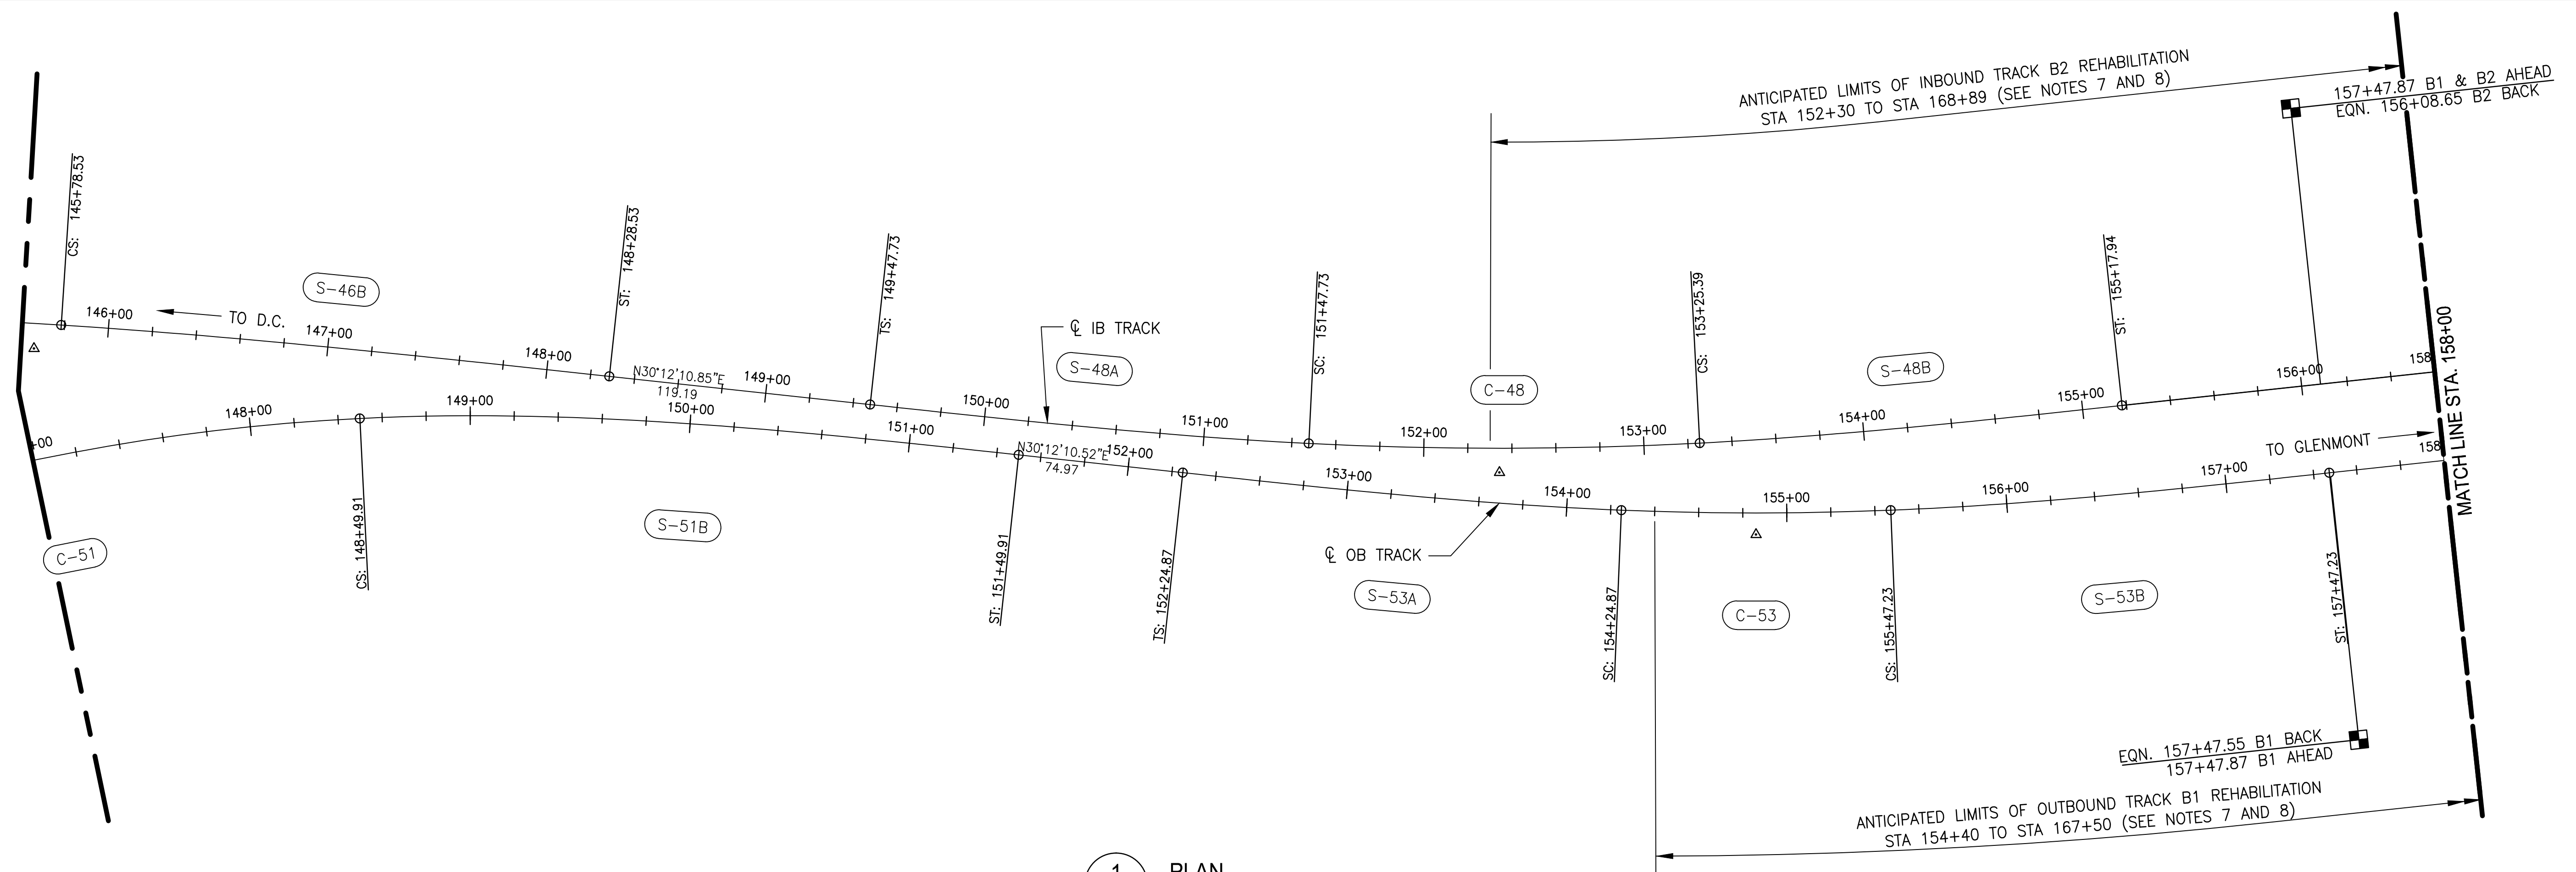 ANTICIPATED LIMITS OF INBOUND TRACK B2 REHABILITATION
STA 152+30 TO STA 168+89 (SEE NOTES 7 AND 8)
157+47.87 B1 & B2 AHEAD
EQN. 156+08.65 B2 BACK
CS: 145+78.53
ST: 148+28.53
TS: 149+47.73
SC: 151+47.73
CS: 153+25.39
ST: 155+17.94
S-46B
TO D.C.
℄ IB TRACK
S-48A
C-48
S-48B
146+00
147+00
148+00
N30°12'10.85"E
119.19
149+00
150+00
151+00
152+00
153+00
154+00
155+00
156+00
158
MATCH LINE STA. 158+00
TO GLENMONT
+00
148+00
149+00
150+00
151+00
N30°12'10.52"E
74.97
152+00
153+00
154+00
155+00
156+00
157+00
158
C-51
CS: 148+49.91
S-51B
ST: 151+49.91
TS: 152+24.87
℄ OB TRACK
S-53A
SC: 154+24.87
C-53
CS: 155+47.23
S-53B
ST: 157+47.23
EQN. 157+47.55 B1 BACK
157+47.87 B1 AHEAD
ANTICIPATED LIMITS OF OUTBOUND TRACK B1 REHABILITATION
STA 154+40 TO STA 167+50 (SEE NOTES 7 AND 8)
1 PLAN